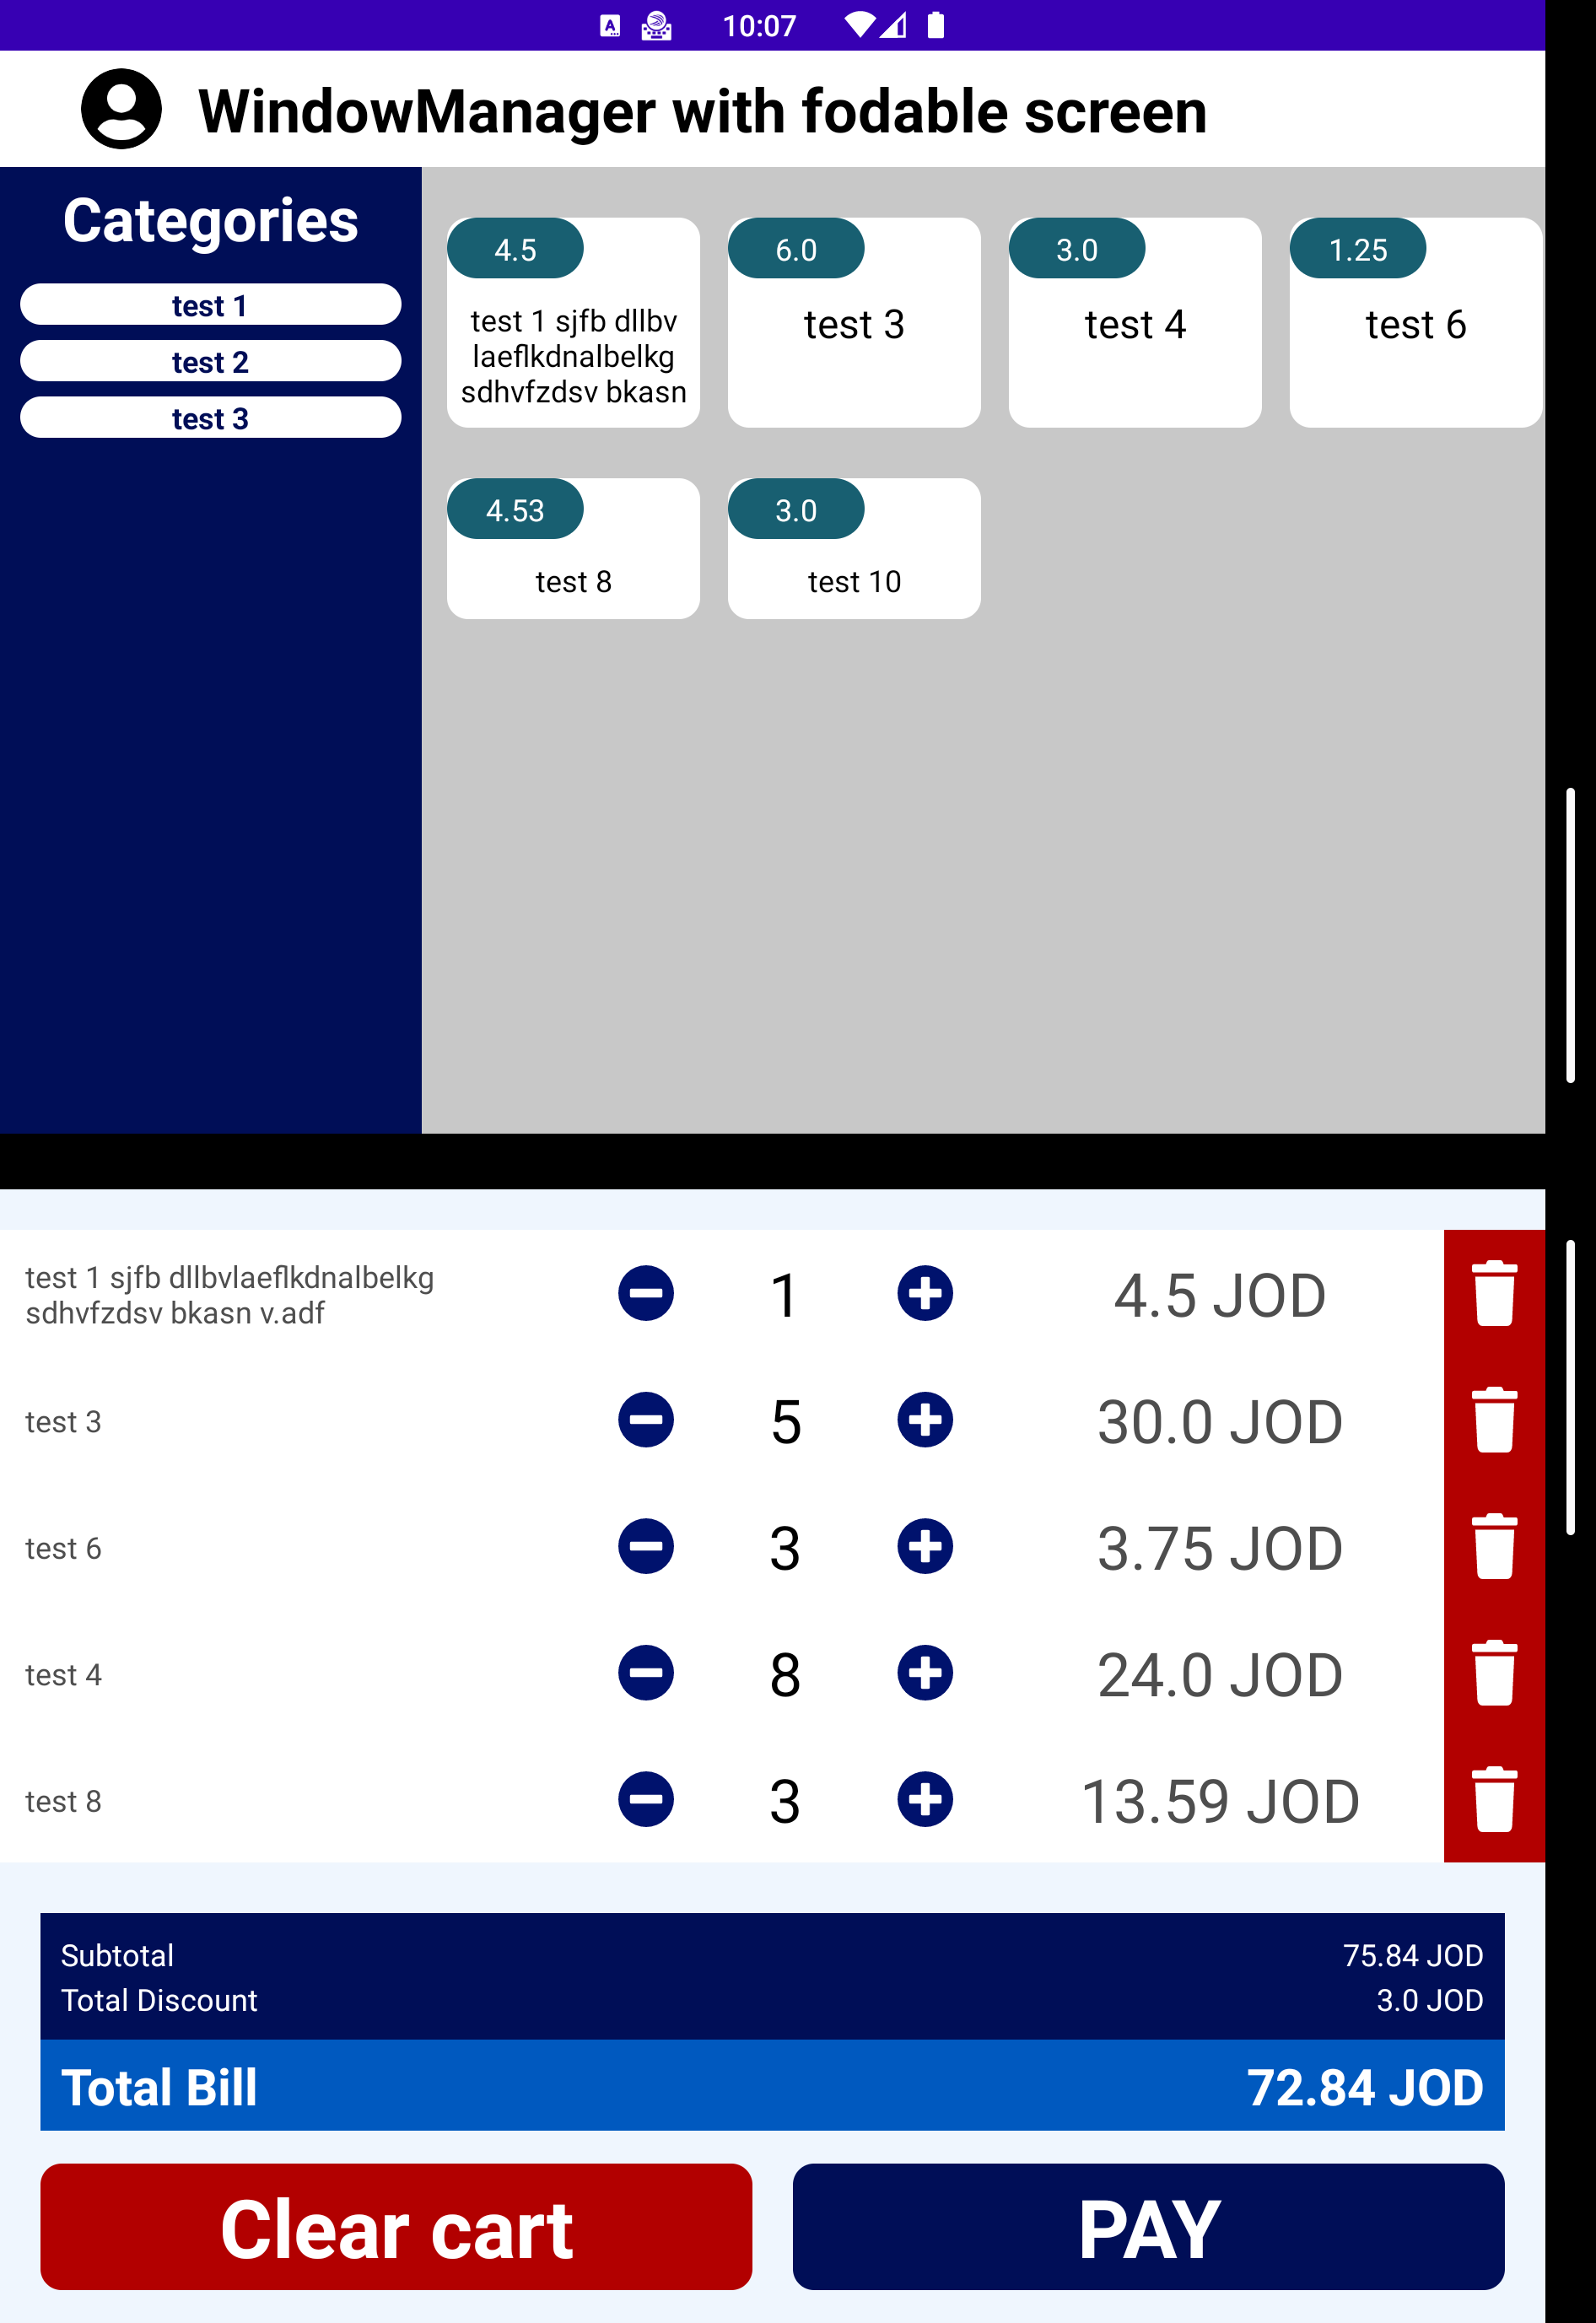 10:07
WindowManager with fodable screen
Categories
test 1
test 2
test 3
4.5
test 1 sjfb dllbv
laeflkdnalbelkg
sdhvfzdsv bkasn
6.0
test 3
3.0
test 4
1.25
test 6
4.53
test 8
3.0
test 10
test 1 sjfb dllbvlaeflkdnalbelkg
sdhvfzdsv bkasn v.adf
1
4.5 JOD
test 3
5
30.0 JOD
test 6
3
3.75 JOD
test 4
8
24.0 JOD
test 8
3
13.59 JOD
Subtotal
75.84 JOD
Total Discount
3.0 JOD
Total Bill
72.84 JOD
Clear cart
PAY